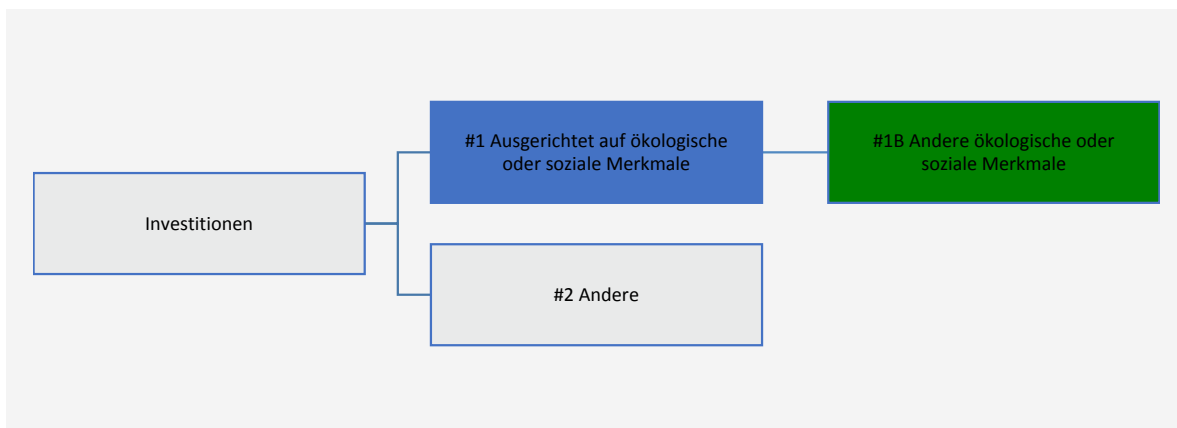 #1 Ausgerichtet auf ökologische
oder soziale Merkmale
#1B Andere ökologische oder
soziale Merkmale
Investitionen
#2 Andere